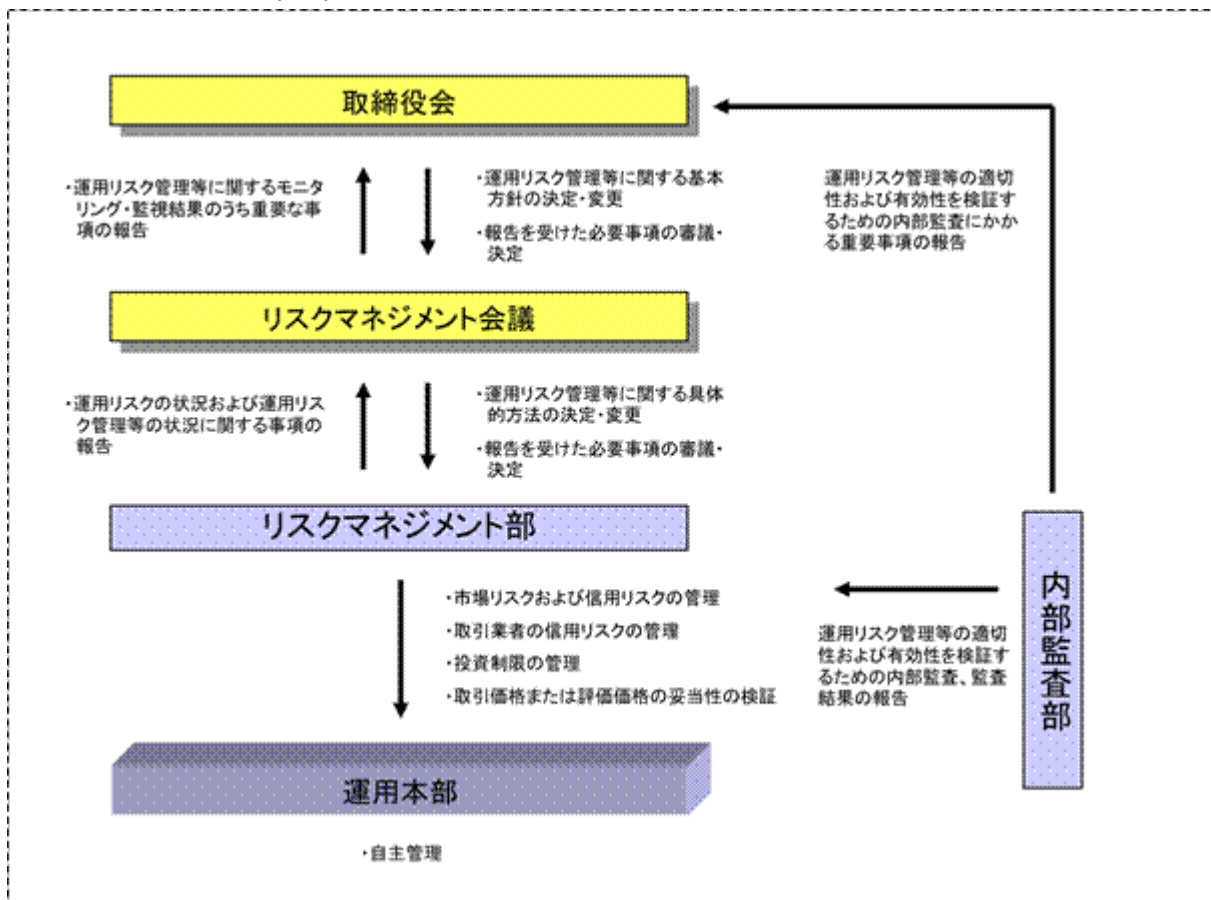 取締役会
・運用リスク管理等に関するモニ
タリング・監視結果のうち重要な事
項の報告
・運用リスク管理等に関する基本
方針の決定・変更
・報告を受けた必要事項の審議・
決定
運用リスク管理等の適切
性および有効性を検証す
るための内部監査にかか
る重要事項の報告
リスクマネジメント会議
・運用リスクの状況および運用リス
ク管理等の状況に関する事項の
報告
・運用リスク管理等に関する具体
的方法の決定・変更
・報告を受けた必要事項の審議・
決定
リスクマネジメント部
・市場リスクおよび信用リスクの管理
・取引業者の信用リスクの管理
・投資制限の管理
・取引価格または評価価格の妥当性の検証
運用リスク管理等の適切
性および有効性を検証す
るための内部監査、監査
結果の報告
内部監査部
運用本部
・自主管理